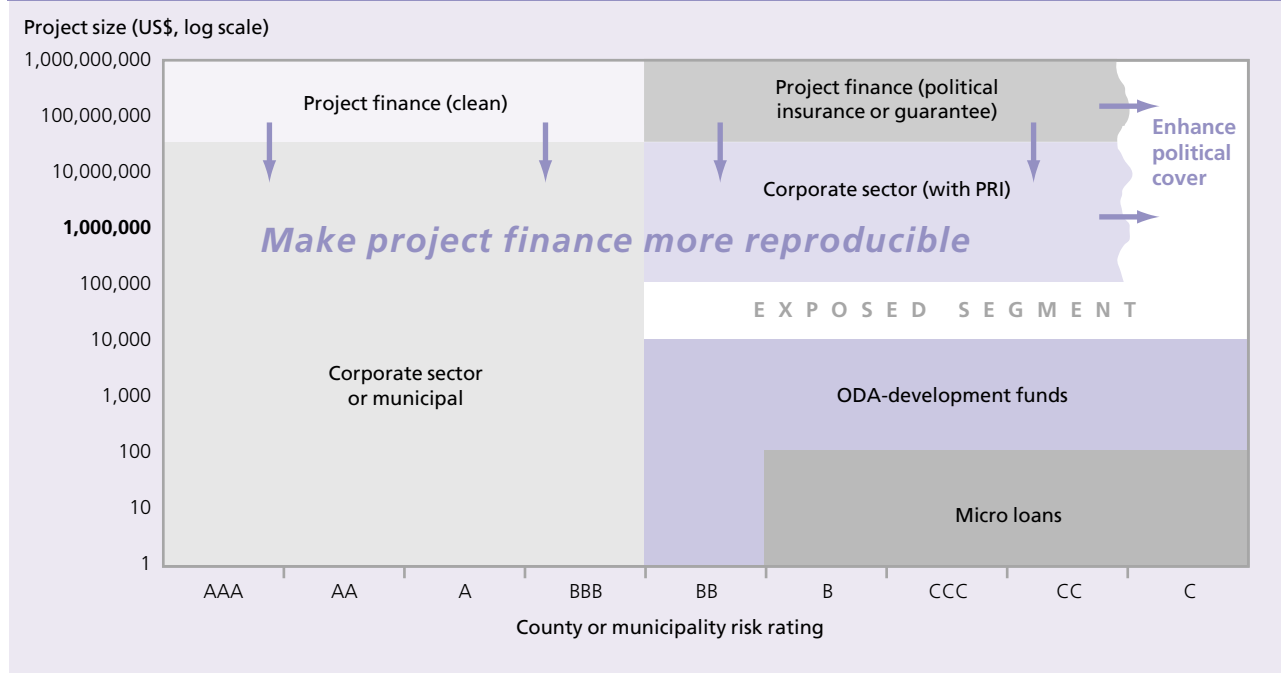 Project size (US$, log scale)
1,000,000,000
100,000,000
10,000,000
1,000,000
100,000
10,000
1,000
100
10
1
Project finance (clean)
Project finance (political
insurance or guarantee)
Enhance
political
cover
Corporate sector (with PRI)
Make project finance more reproducible
EXPOSED SEGMENT
Corporate sector
or municipal
ODA-development funds
Micro loans
AAA AA A BBB BB B CCC CC C
County or municipality risk rating